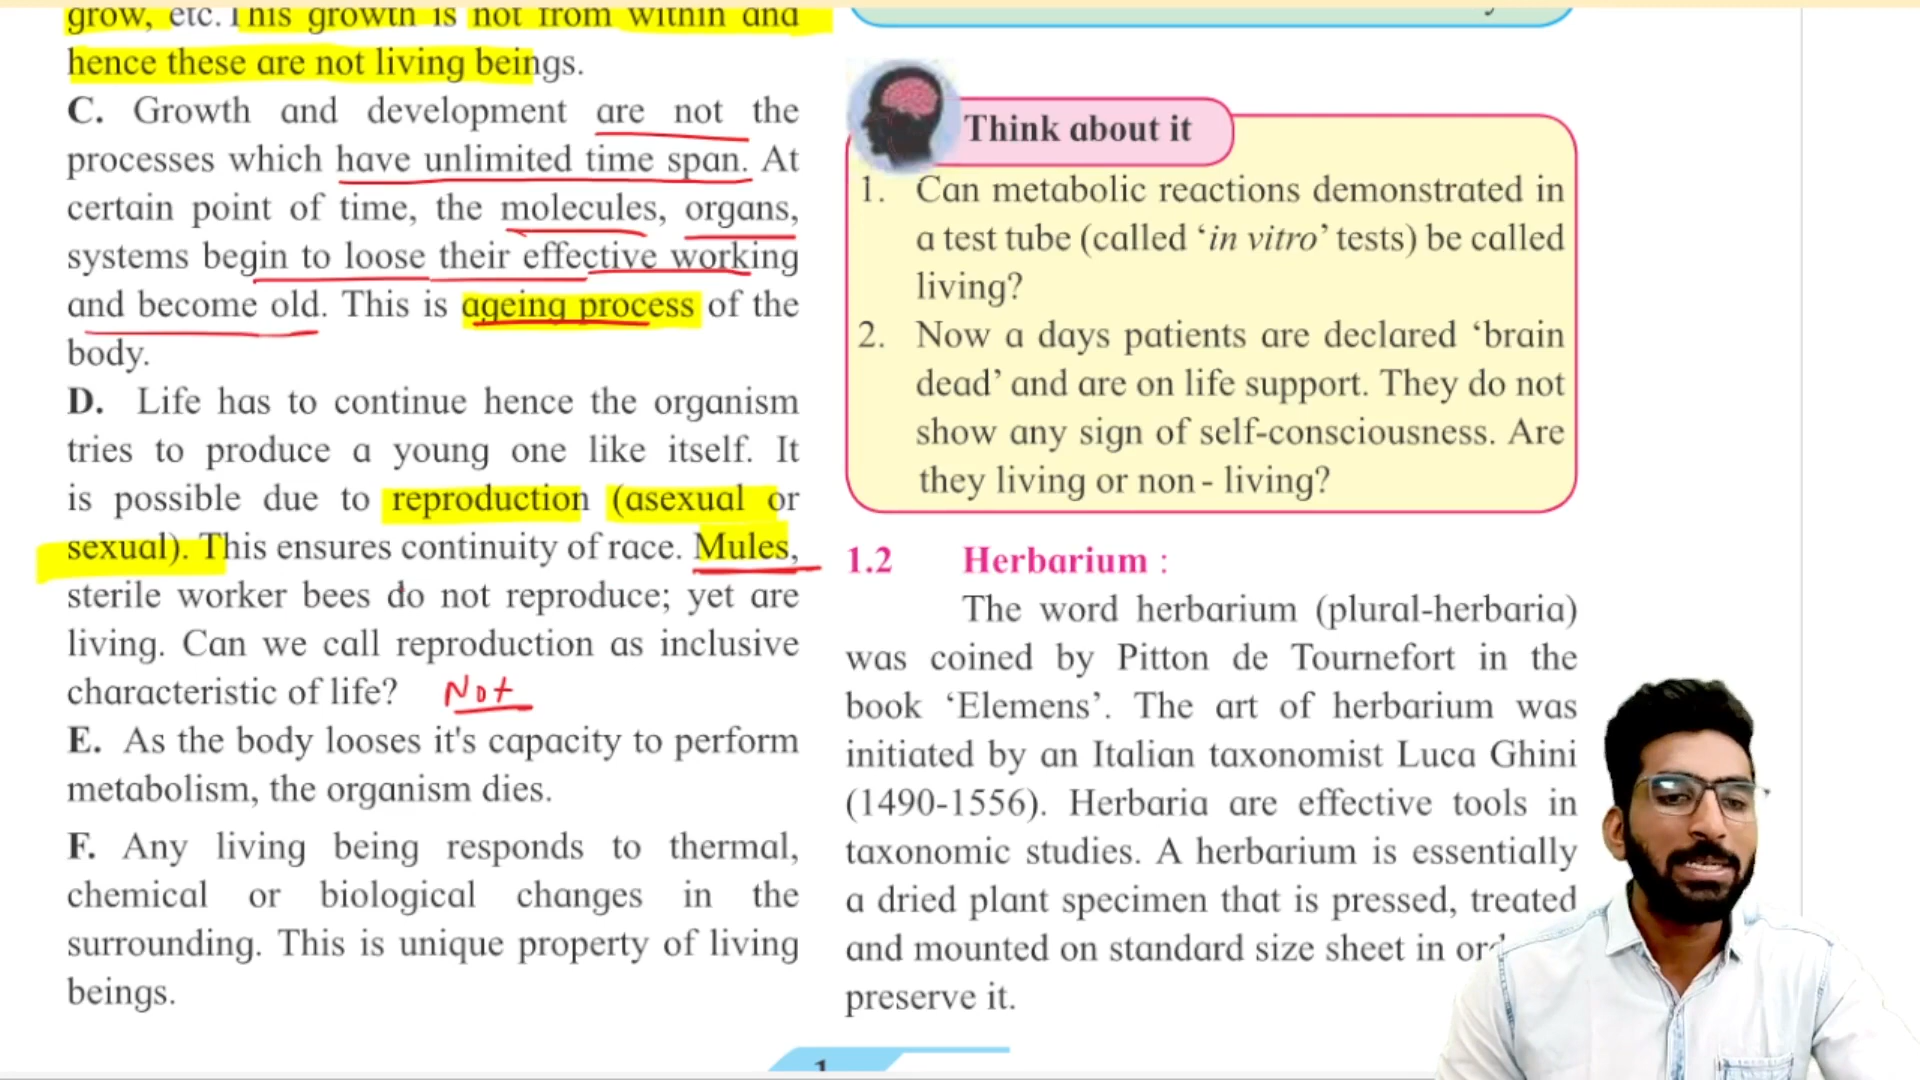 grow, etc. This growth is not from within and
hence these are not living beings.
C. Growth and development are not the
processes which have unlimited time span. At
certain point of time, the molecules, organs,
systems begin to loose their effective working
and become old. This is ageing process of the
body.
D. Life has to continue hence the organism
tries to produce a young one like itself. It
is possible due to reproduction (asexual or
sexual). This ensures continuity of race. Mules,
sterile worker bees do not reproduce; yet are
living. Can we call reproduction as inclusive
characteristic of life? Not
E. As the body looses it's capacity to perform
metabolism, the organism dies.
F. Any living being responds to thermal,
chemical or biological changes in the
surrounding. This is unique property of living
beings.
Think about it
1. Can metabolic reactions demonstrated in
a test tube (called ‘in vitro’ tests) be called
living?
2. Now a days patients are declared ‘brain
dead’ and are on life support. They do not
show any sign of self-consciousness. Are
they living or non - living?
1.2 Herbarium :
The word herbarium (plural-herbaria)
was coined by Pitton de Tournefort in the
book ‘Elemens’. The art of herbarium was
initiated by an Italian taxonomist Luca Ghini
(1490-1556). Herbaria are effective tools in
taxonomic studies. A herbarium is essentially
a dried plant specimen that is pressed, treated
and mounted on standard size sheet in
preserve it.
1